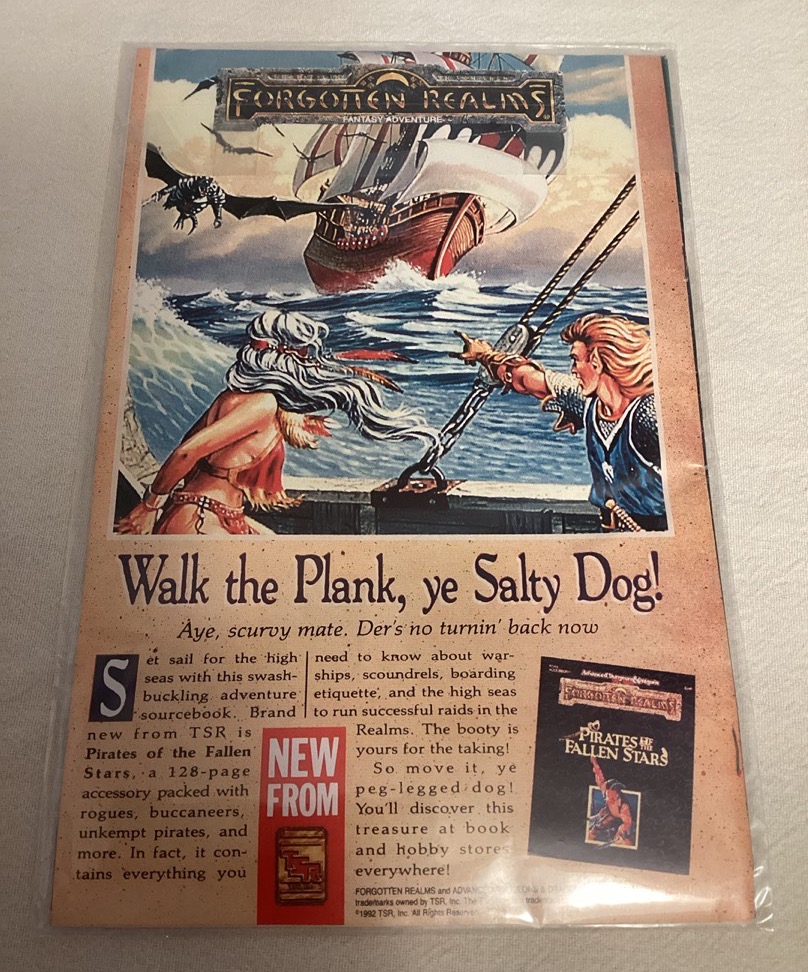 FORGOTTEN REALMS
FANTASY ADVENTURE
Walk the Plank, ye Salty Dog!
Aye, scurvy mate. Der's no turnin' back now
Set sail for the high
seas with this swash-
buckling adventure
sourcebook. Brand
new from TSR is
Pirates of the Fallen
Stars, a 128-page
accessory packed with
rogues, buccaneers,
unkempt pirates, and
more. In fact, it con-
tains everything you
need to know about war-
ships, scoundrels, boarding
etiquette, and the high seas
to run successful raids in the
Realms. The booty is
yours for the taking!
So move it, ye
peg-legged dog!
You'll discover this
treasure at book
and hobby stores
everywhere!
NEW
FROM
TSR
Advanced Dungeons & Dragons
FORGOTTEN REALMS
PIRATES OF THE
FALLEN STARS
FORGOTTEN REALMS and ADVANCED
trademarks owned by TSR, Inc. The
©1992 TSR, Inc. All Rights Reserved